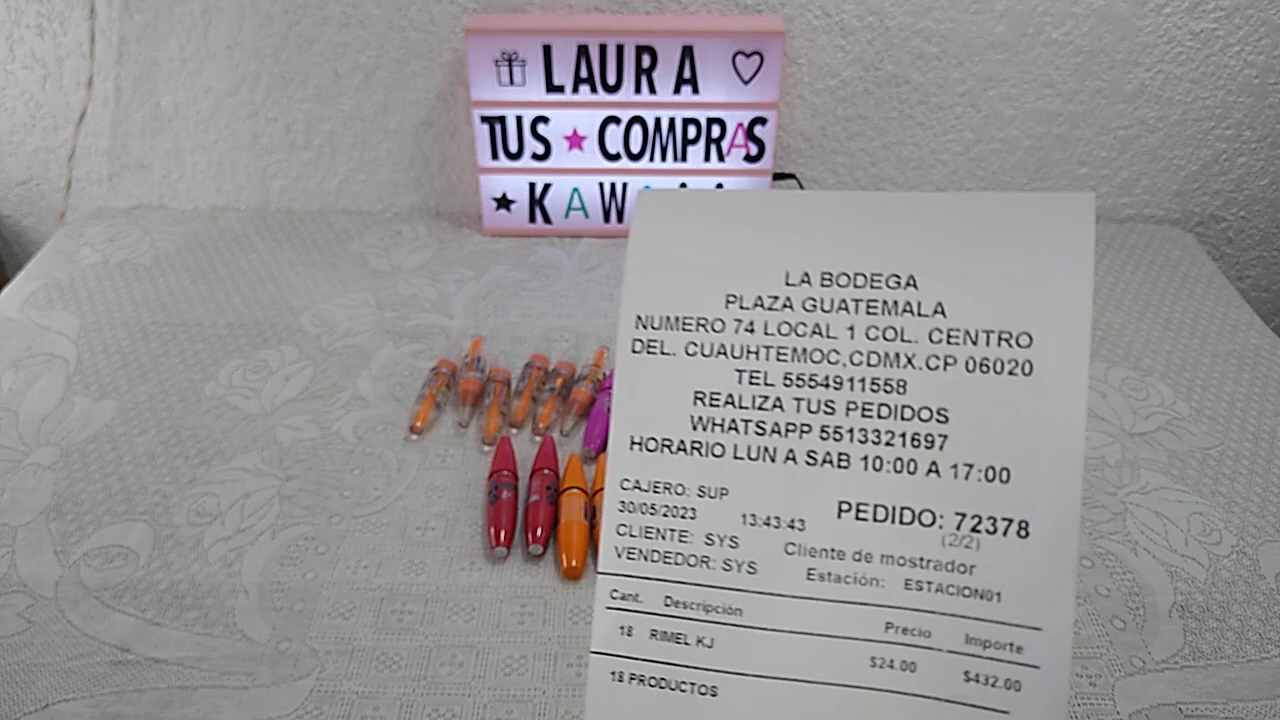 LAURA
TUS ★ COMPRAS
★ KAW
LA BODEGA
PLAZA GUATEMALA
NUMERO 74 LOCAL 1 COL. CENTRO
DEL. CUAUHTEMOC,CDMX.CP 06020
TEL 5554911558
REALIZA TUS PEDIDOS
WHATSAPP 5513321697
HORARIO LUN A SAB 10:00 A 17:00
CAJERO: SUP
30/05/2023 13:43:43 PEDIDO: 72378
(2/2)
CLIENTE: SYS Cliente de mostrador
VENDEDOR: SYS Estación: ESTACION01
Cant. Descripción Precio Importe
18 RIMEL KJ $24.00 $432.00
18 PRODUCTOS